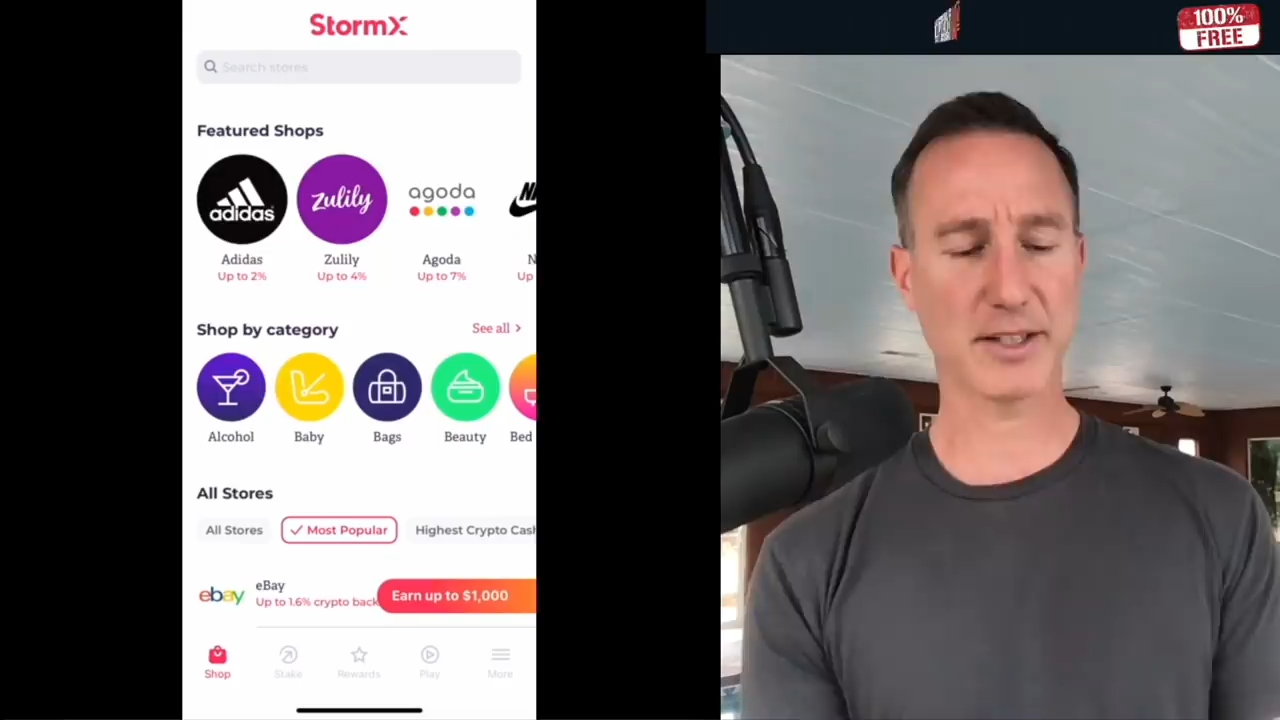 StormX
Search stores
Featured Shops
adidas
zulily
agoda
Adidas
Zulily
Agoda
N
Up to 2%
Up to 4%
Up to 7%
Up
Shop by category
See all >
Alcohol
Baby
Bags
Beauty
Bed
All Stores
All Stores
Most Popular
Highest Crypto Cas
ebay
eBay
Up to 1.6% crypto back
Earn up to $1,000
Shop
Stake
Rewards
Play
More
100%
FREE